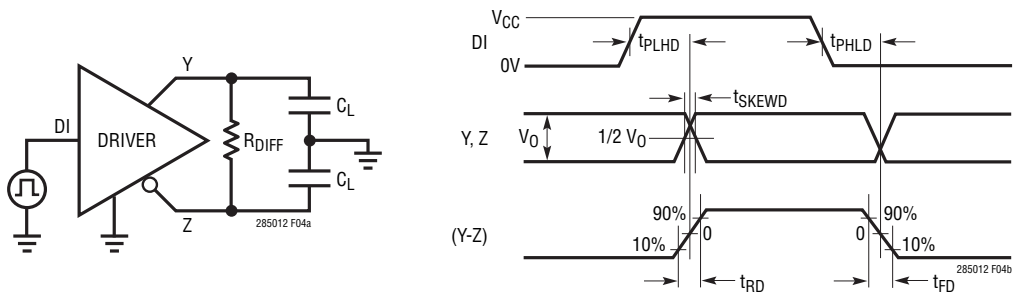 Y
DI
DRIVER
RDIFF
CL
CL
Z
285012 F04a
VCC
DI
tPLHD
tPHLD
0V
tSKEWD
Y, Z
VO
1/2 VO
90%
90%
(Y-Z)
0
0
10%
10%
285012 F04b
tRD
tFD